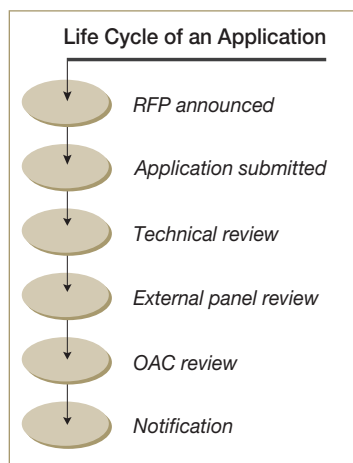 Life Cycle of an Application
RFP announced
Application submitted
Technical review
External panel review
OAC review
Notification